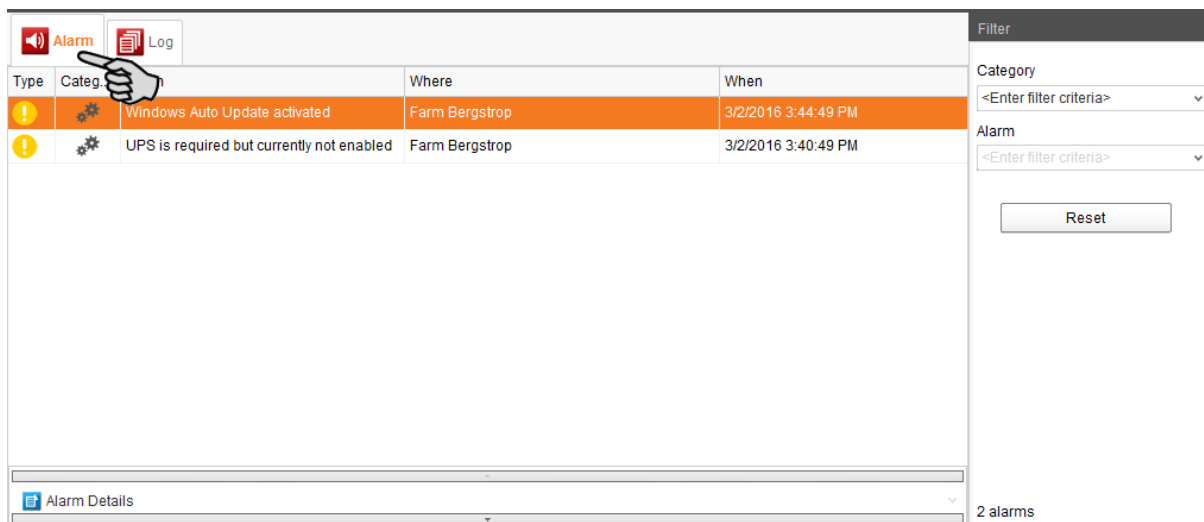 Alarm
Log
Type Categ.. Where When
Windows Auto Update activated Farm Bergstrop 3/2/2016 3:44:49 PM
UPS is required but currently not enabled Farm Bergstrop 3/2/2016 3:40:49 PM
Alarm Details
Filter
Category
<Enter filter criteria>
Alarm
<Enter filter criteria>
Reset
2 alarms